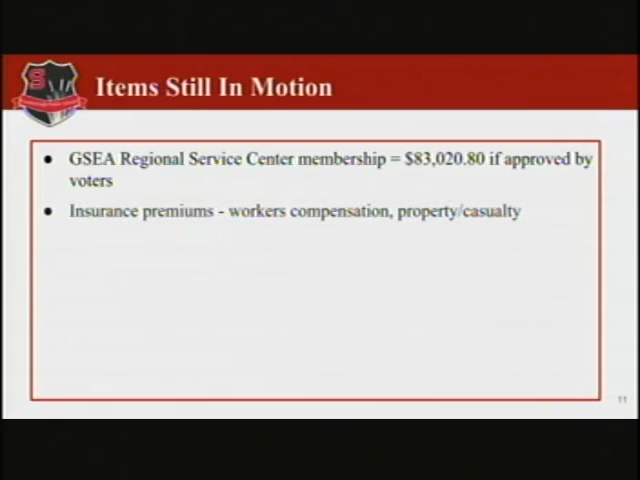 S
Items Still In Motion
● GSEA Regional Service Center membership = $83,020.80 if approved by
voters
● Insurance premiums - workers compensation, property/casualty
11